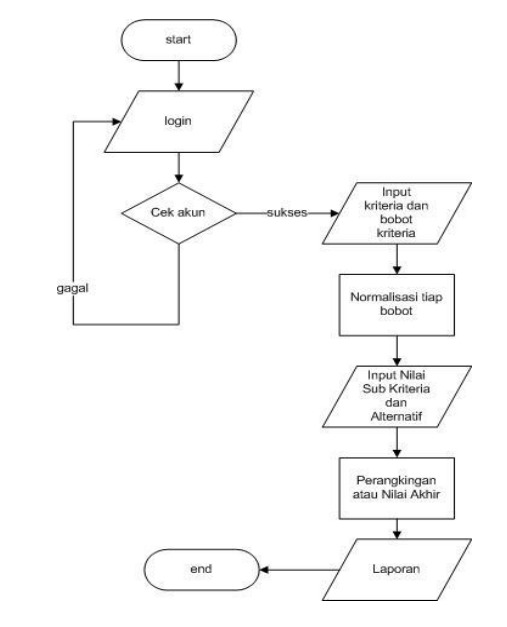 start
login
Cek akun
sukses
gagal
Input
kriteria dan
bobot
kriteria
Normalisasi tiap
bobot
Input Nilai
Sub Kriteria
dan
Alternatif
Perangkingan
atau Nilai Akhir
Laporan
end